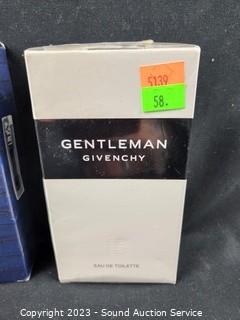 $139
58.
GENTLEMAN
GIVENCHY
EAU DE TOILETTE
Copyright 2023 - Sound Auction Service